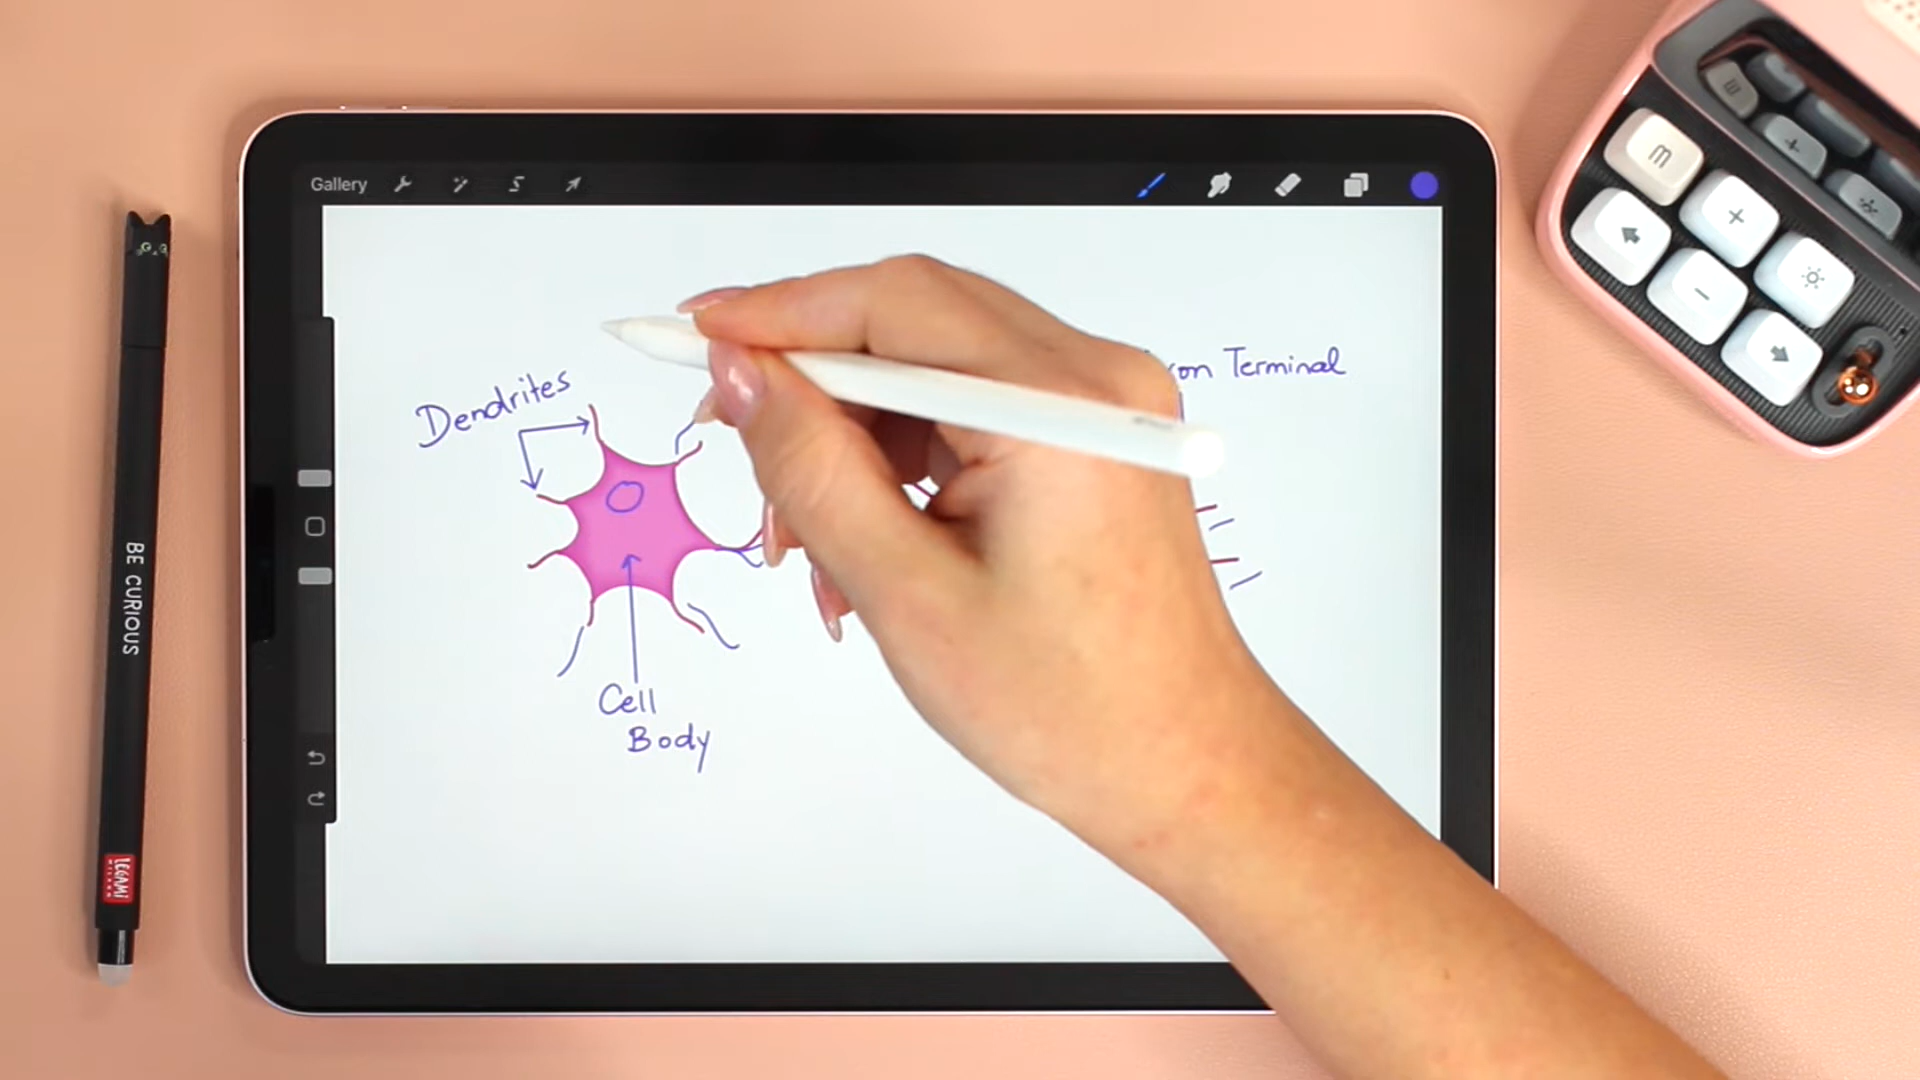 Gallery
Dendrites
Terminal
Cell
Body
BE CURIOUS
LEGAMI